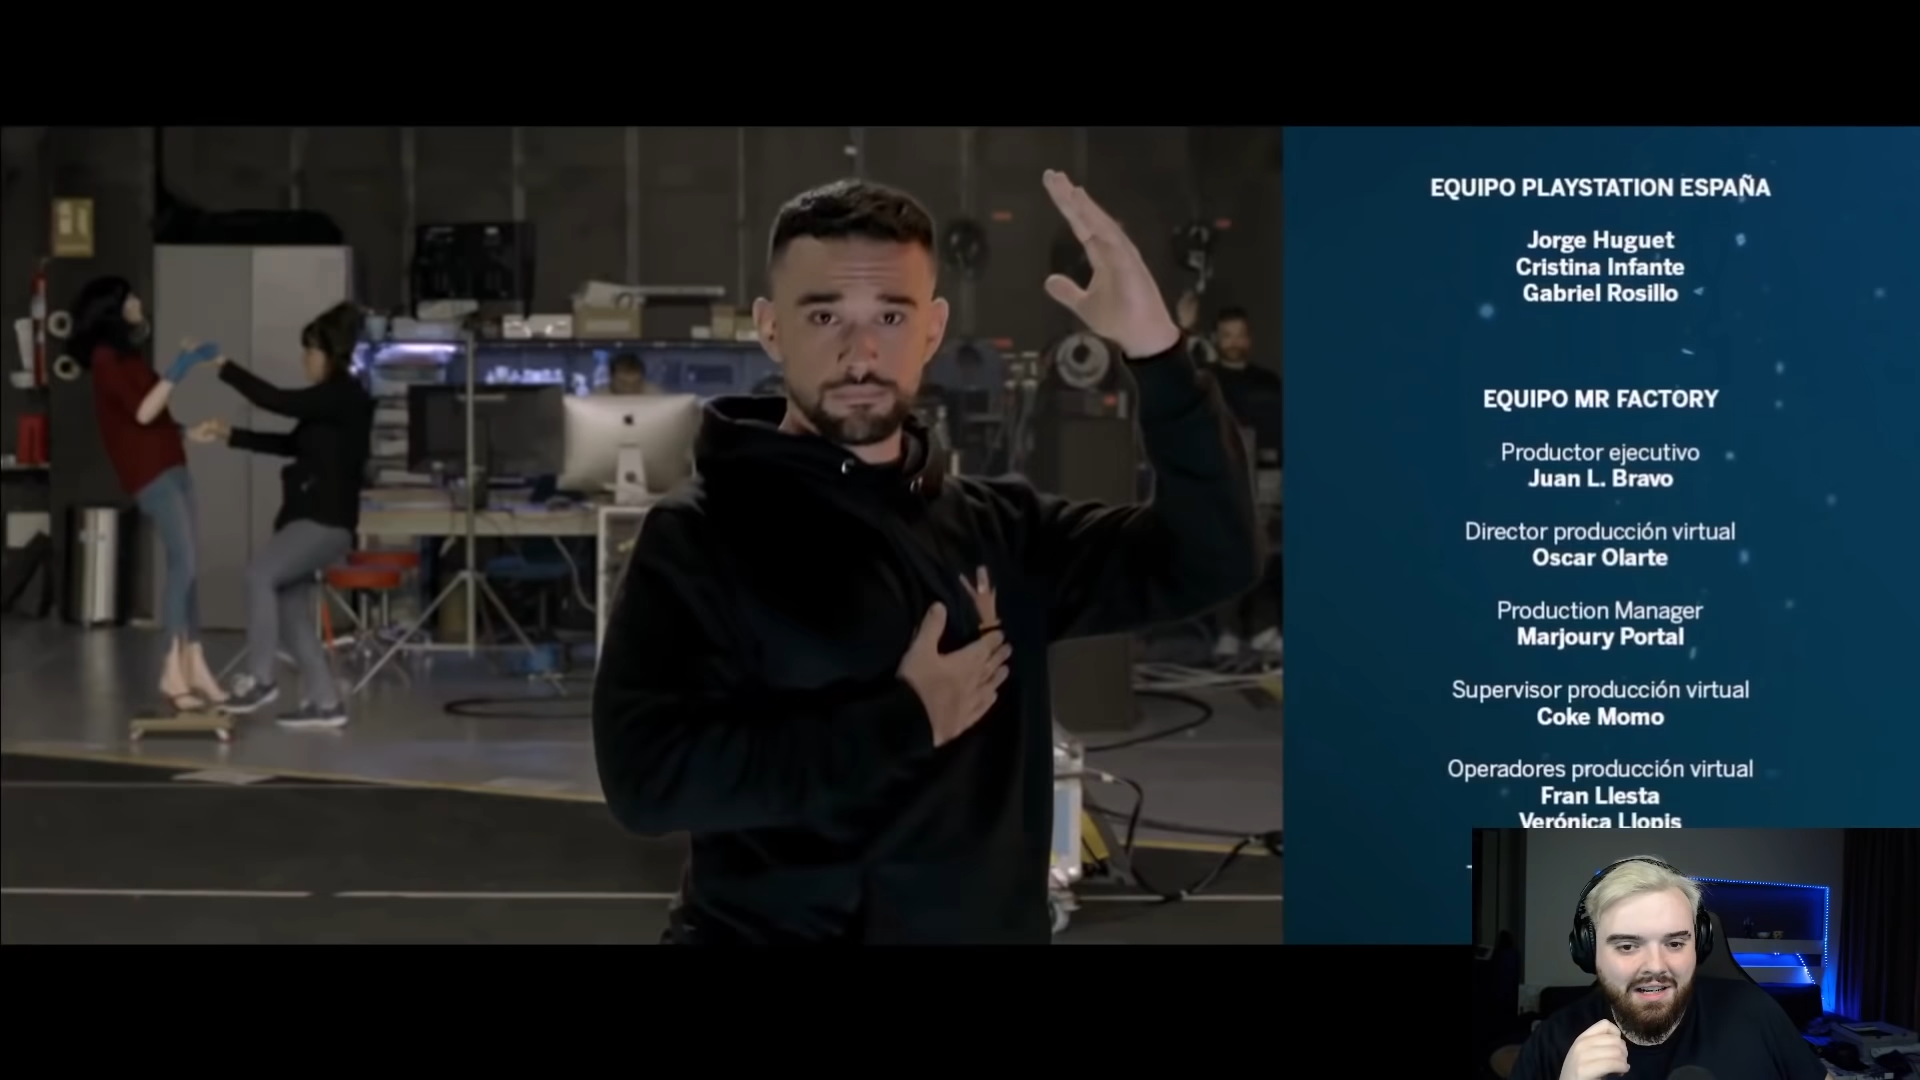 EQUIPO PLAYSTATION ESPAÑA
Jorge Huguet
Cristina Infante
Gabriel Rosillo
EQUIPO MR FACTORY
Productor ejecutivo
Juan L. Bravo
Director producción virtual
Oscar Olarte
Production Manager
Marjoury Portal
Supervisor producción virtual
Coke Momo
Operadores producción virtual
Fran Llesta
Verónica Llopis